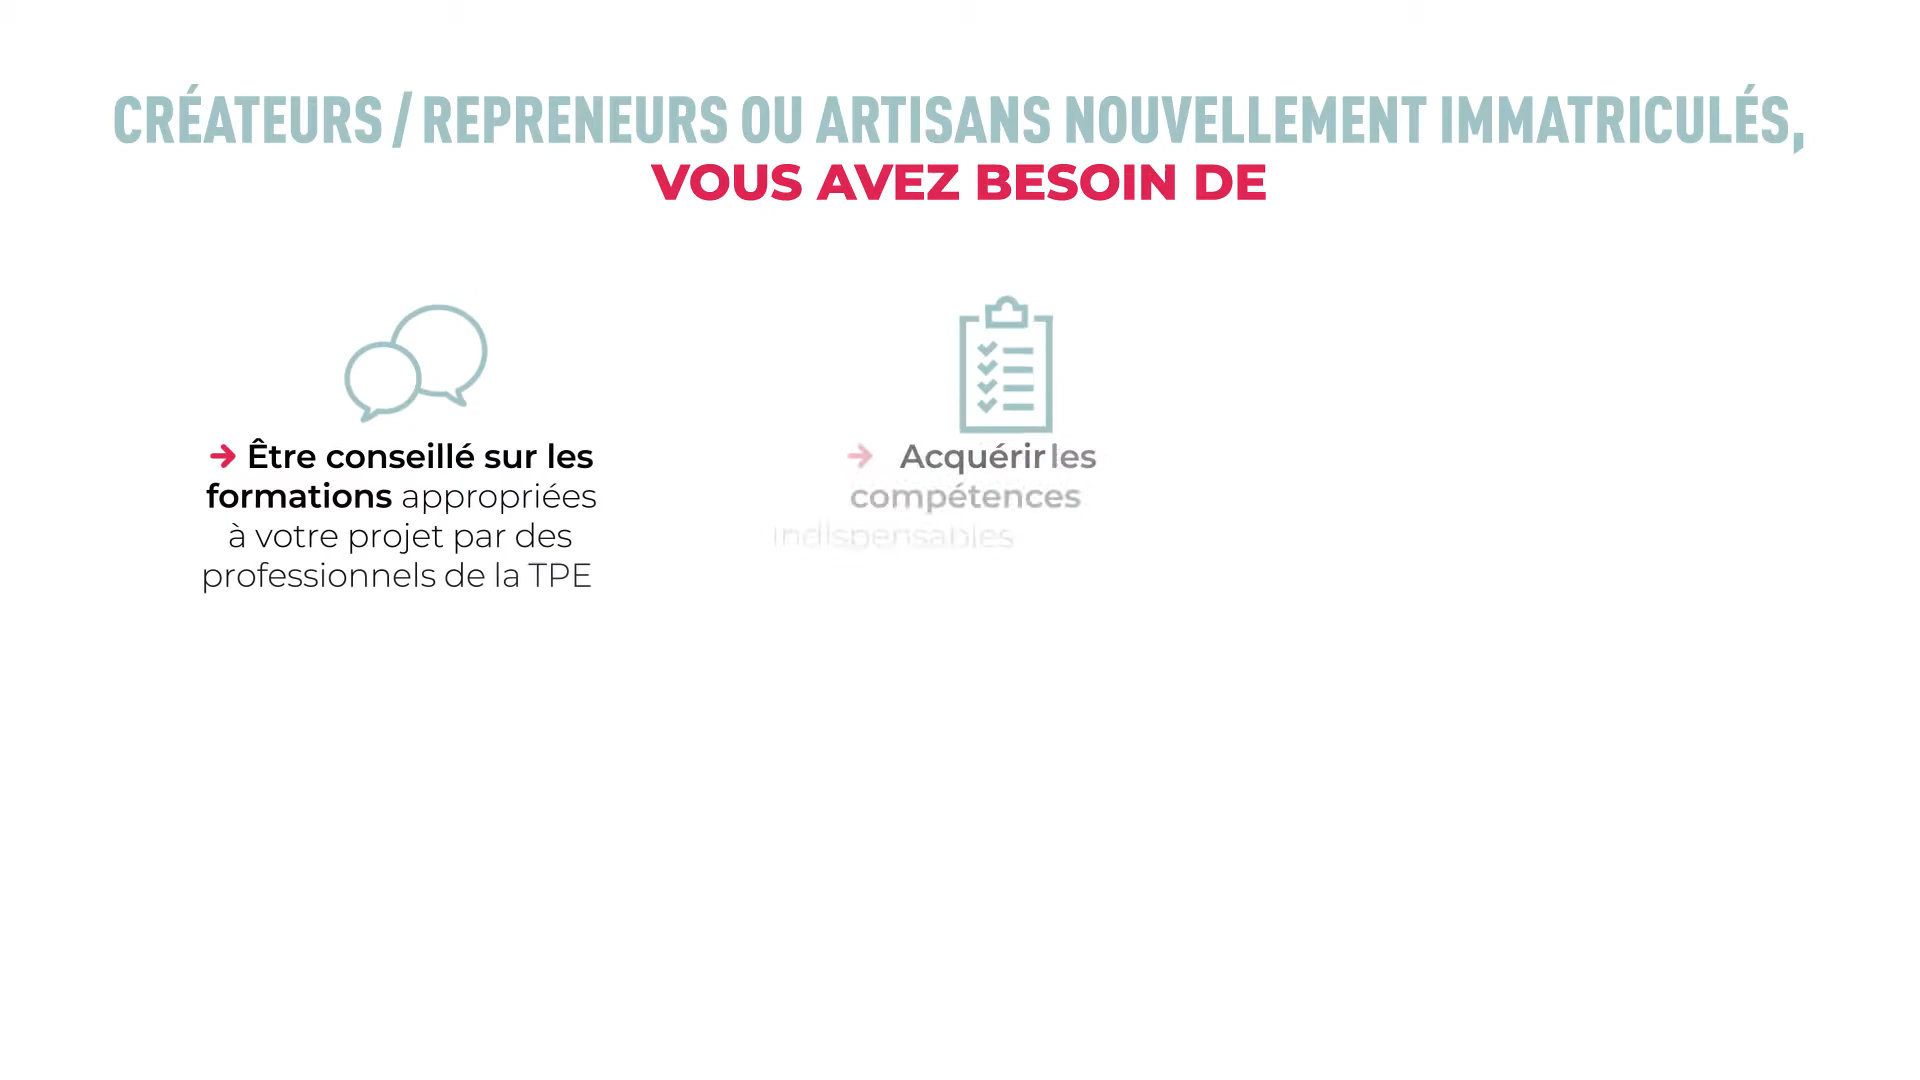 CRÉATEURS / REPRENEURS OU ARTISANS NOUVELLEMENT IMMATRICULÉS,
VOUS AVEZ BESOIN DE
→ Être conseillé sur les
formations appropriées
à votre projet par des
professionnels de la TPE
→ Acquérir les
compétences
indispensables